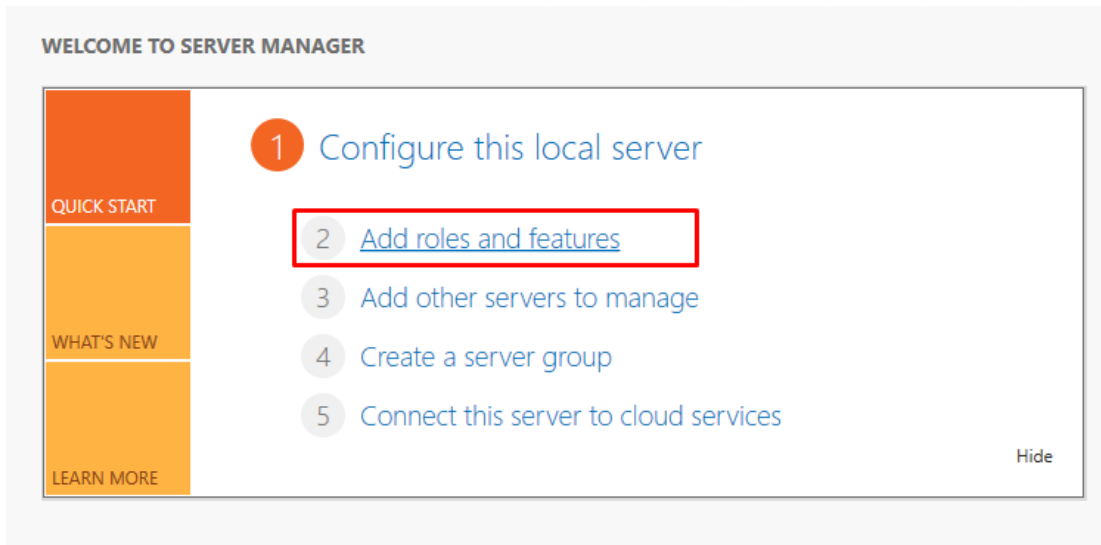 WELCOME TO SERVER MANAGER
1 Configure this local server
QUICK START
2 Add roles and features
3 Add other servers to manage
WHAT'S NEW
4 Create a server group
5 Connect this server to cloud services
Hide
LEARN MORE